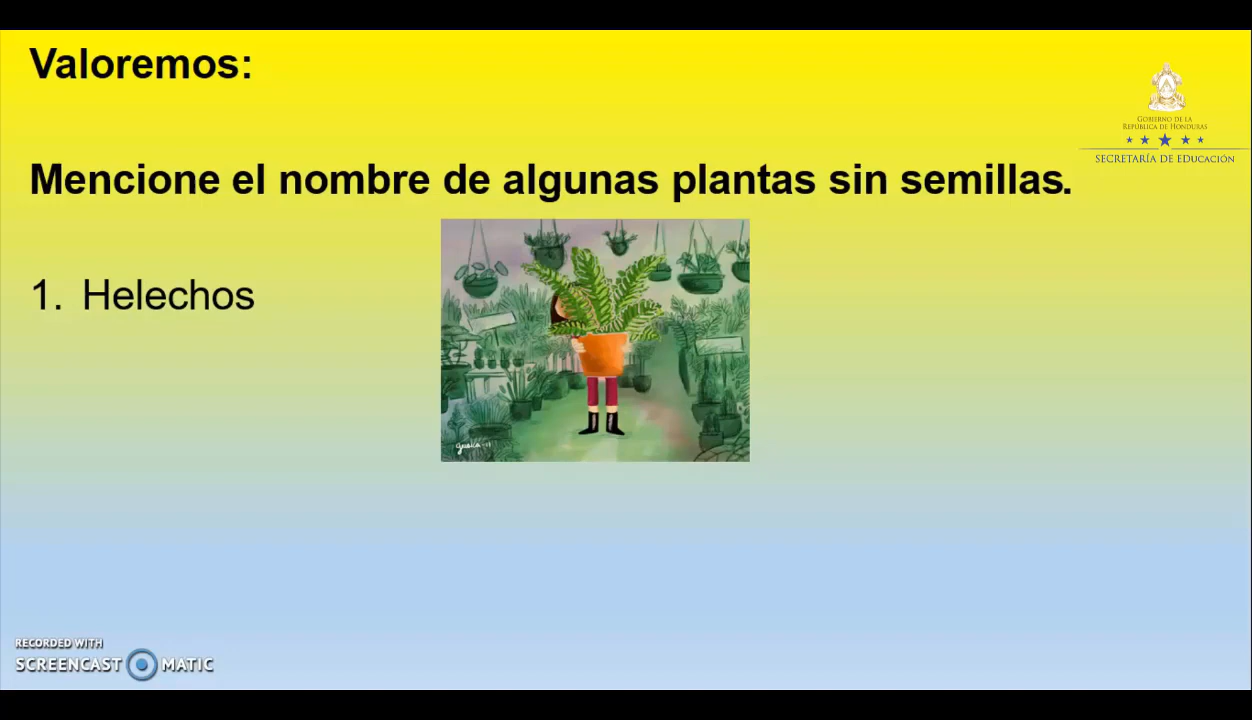 Valoremos:
GOBIERNO DE LA
REPÚBLICA DE HONDURAS
SECRETARÍA DE EDUCACIÓN
Mencione el nombre de algunas plantas sin semillas.
1. Helechos
RECORDED WITH
SCREENCAST MATIC